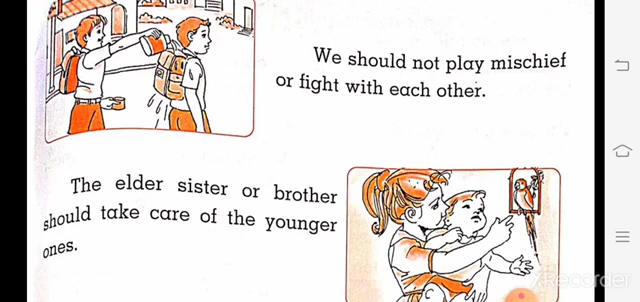 We should not play mischief
or fight with each other.
The elder sister or brother
should take care of the younger
ones.
XRecorder